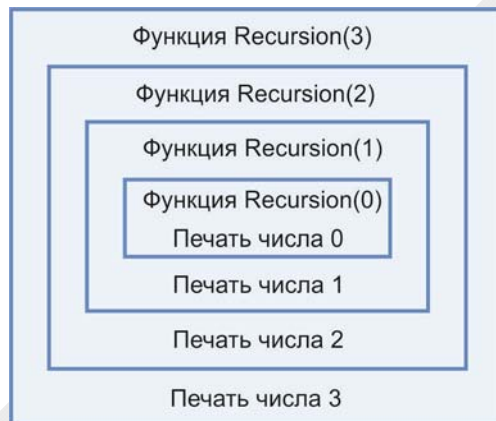 Функция Recursion(3)
Функция Recursion(2)
Функция Recursion(1)
Функция Recursion(0)
Печать числа 0
Печать числа 1
Печать числа 2
Печать числа 3